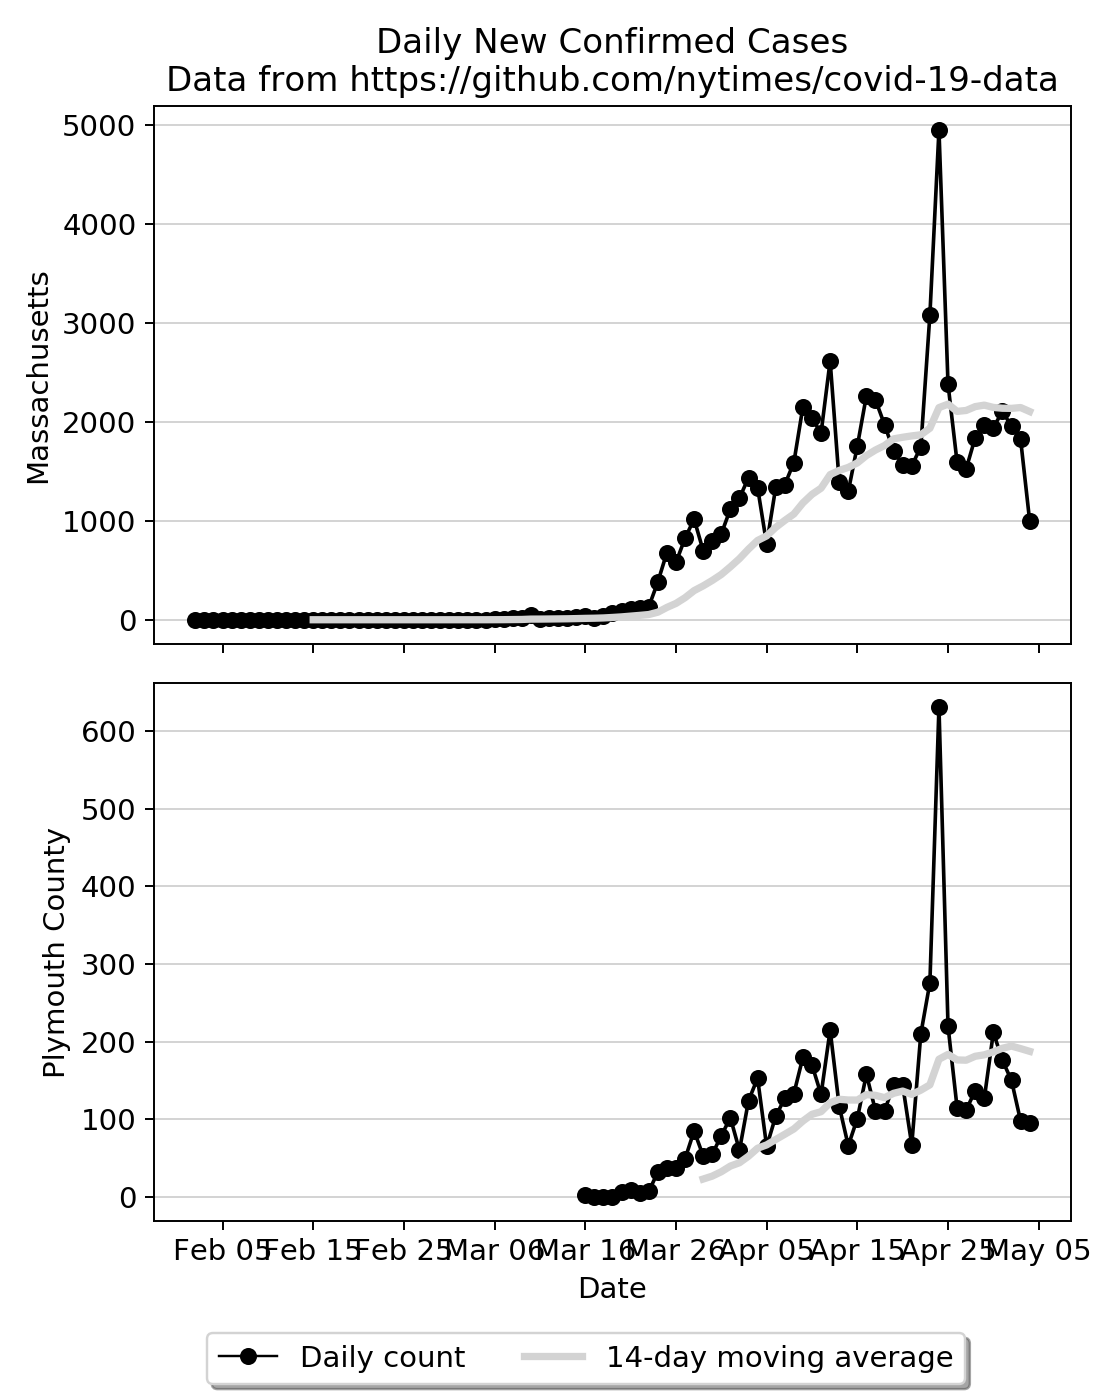 Daily New Confirmed Cases
Data from https://github.com/nytimes/covid-19-data
5000
4000
3000
2000
1000
0
Massachusetts
600
500
400
300
200
100
0
Plymouth County
Feb 05 Feb 15 Feb 25 Mar 06 Mar 16 Mar 26 Apr 05 Apr 15 Apr 25 May 05
Date
Daily count 14-day moving average